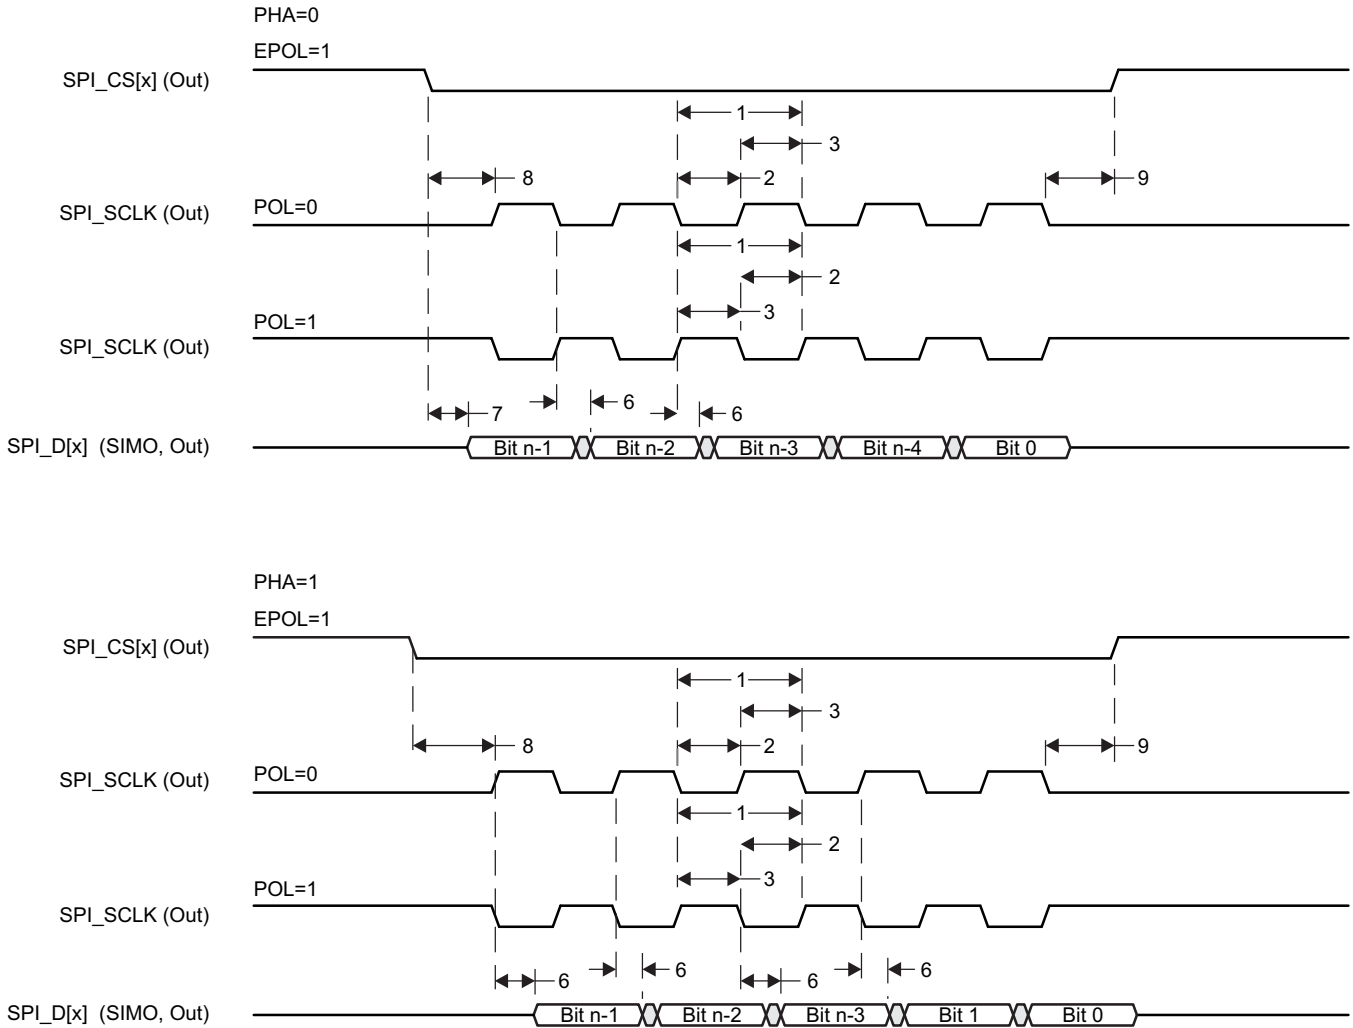 PHA=0
EPOL=1
SPI_CS[x] (Out)
1
3
8
2
9
SPI_SCLK (Out)
POL=0
1
2
3
POL=1
SPI_SCLK (Out)
7
6
6
SPI_D[x] (SIMO, Out)
Bit n-1
Bit n-2
Bit n-3
Bit n-4
Bit 0
PHA=1
EPOL=1
SPI_CS[x] (Out)
1
3
8
2
9
SPI_SCLK (Out)
POL=0
1
2
3
POL=1
SPI_SCLK (Out)
6
6
6
6
SPI_D[x] (SIMO, Out)
Bit n-1
Bit n-2
Bit n-3
Bit 1
Bit 0